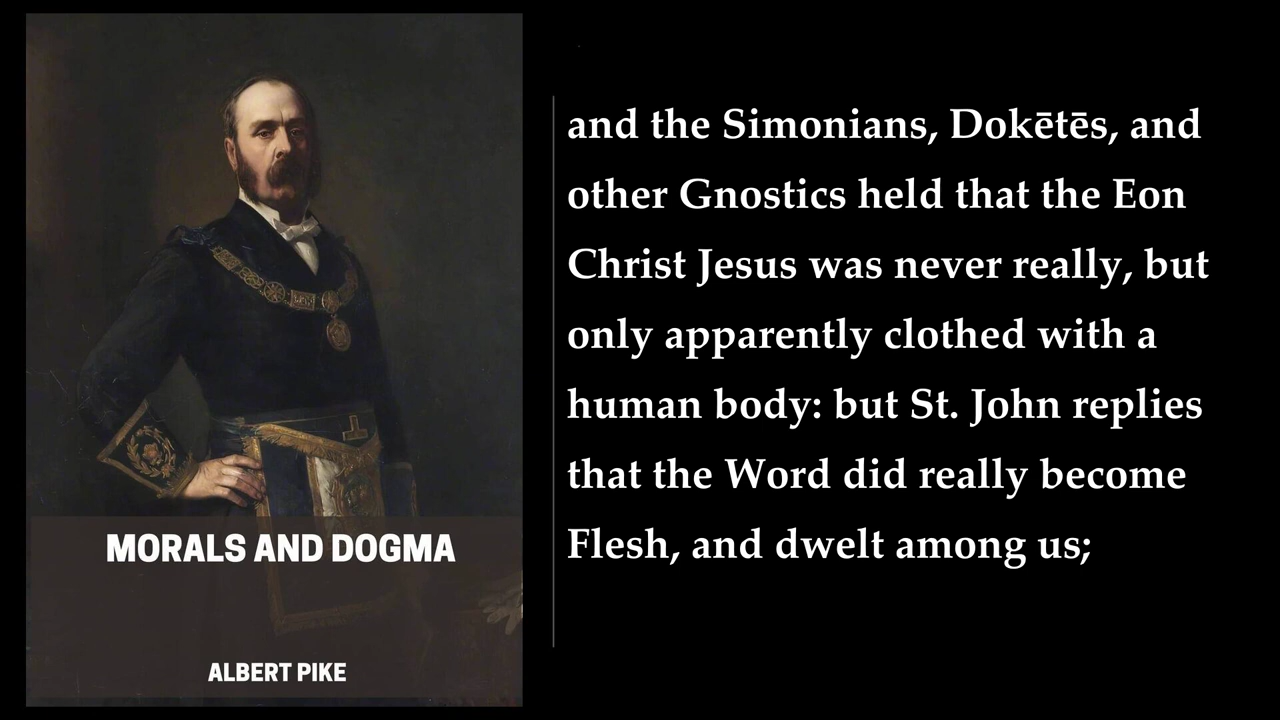 MORALS AND DOGMA
ALBERT PIKE
and the Simonians, Dokētēs, and
other Gnostics held that the Eon
Christ Jesus was never really, but
only apparently clothed with a
human body: but St. John replies
that the Word did really become
Flesh, and dwelt among us;